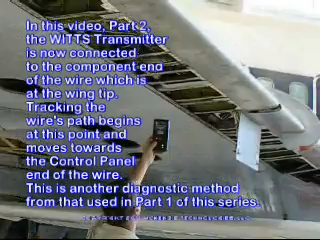 In this video, Part 2,
the WITTS Transmitter
is now connected
to the component end
of the wire which is
at the wing tip.
Tracking the
wire's path begins
at this point and
moves towards
the Control Panel
end of the wire.
This is another diagnostic method
from that used in Part 1 of this series.
TECHNOLOGIES, LLC